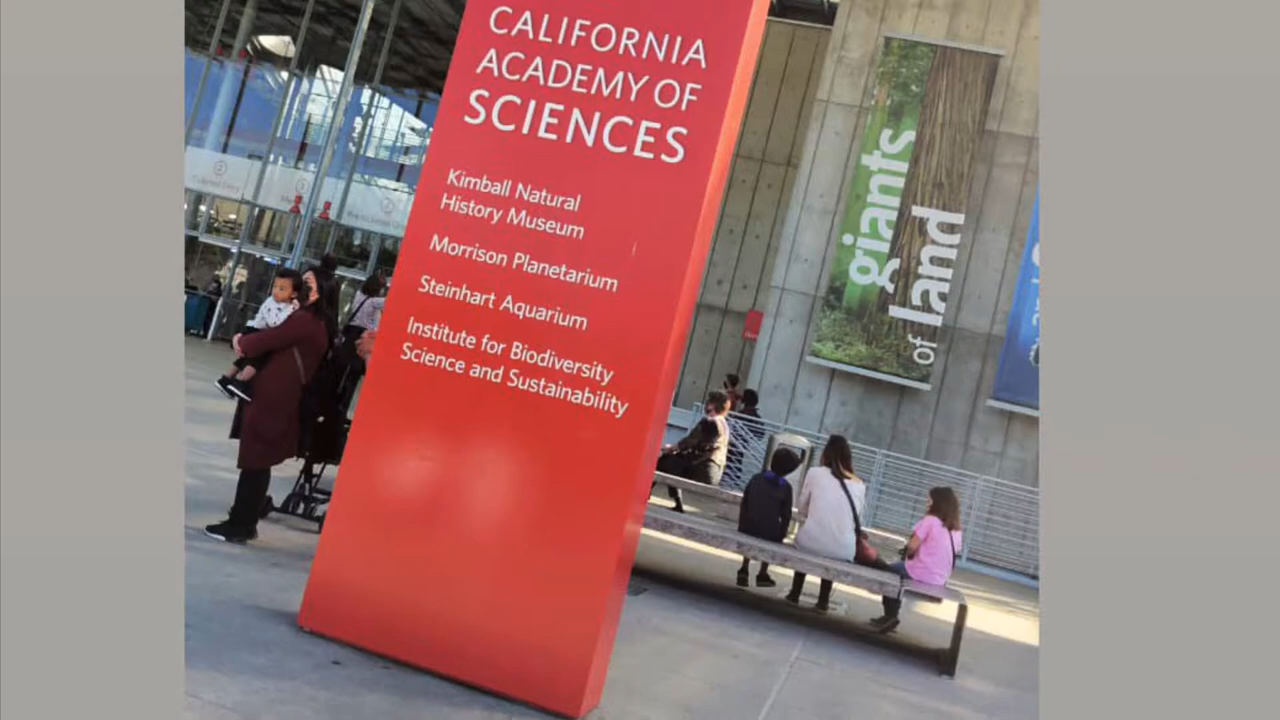 CALIFORNIA
ACADEMY OF
SCIENCES
Kimball Natural
History Museum
Morrison Planetarium
Steinhart Aquarium
Institute for Biodiversity
Science and Sustainability
giants
of land